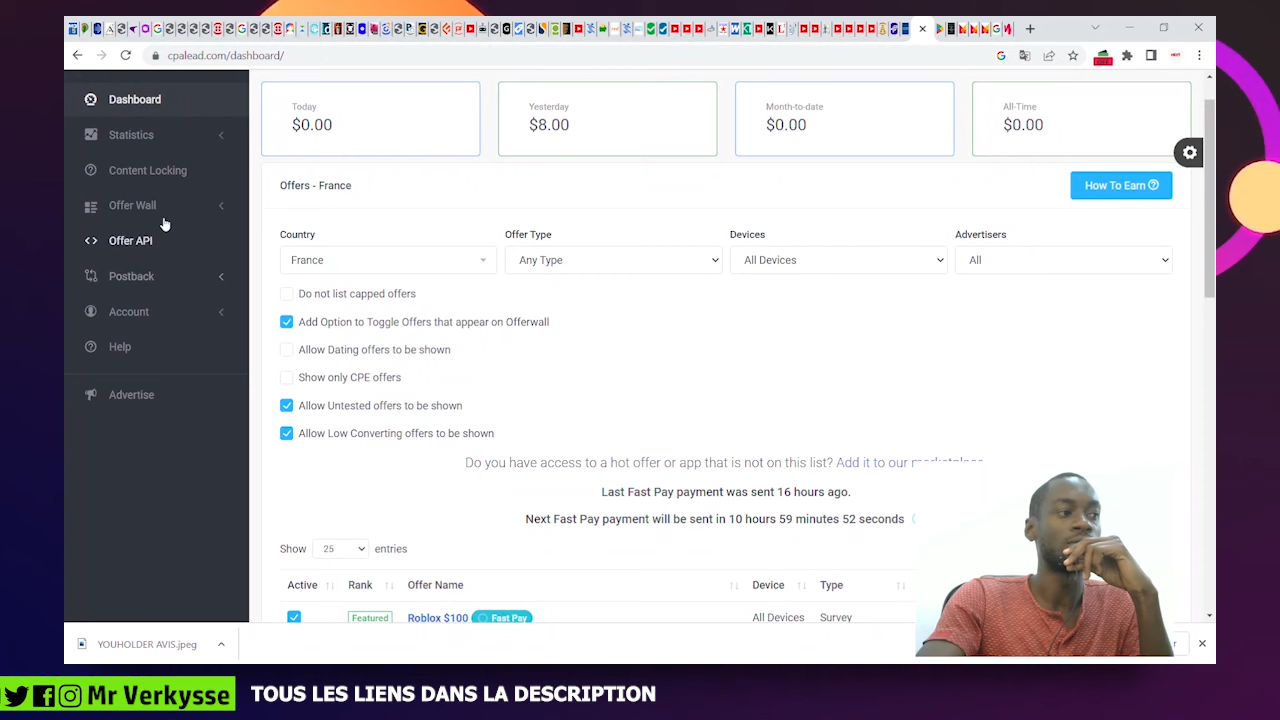 cpalead.com/dashboard/
Dashboard
Statistics
Content Locking
Offer Wall
Offer API
Postback
Account
Help
Advertise
Today
$0.00
Yesterday
$8.00
Month-to-date
$0.00
All-Time
$0.00
Offers - France
How To Earn
Country
Offer Type
Devices
Advertisers
France
Any Type
All Devices
All
Do not list capped offers
Add Option to Toggle Offers that appear on Offerwall
Allow Dating offers to be shown
Show only CPE offers
Allow Untested offers to be shown
Allow Low Converting offers to be shown
Do you have access to a hot offer or app that is not on this list? Add it to our marketplace
Last Fast Pay payment was sent 16 hours ago.
Next Fast Pay payment will be sent in 10 hours 59 minutes 52 seconds
Show 25 entries
Active Rank Offer Name Device Type
Featured Roblox $100 Fast Pay All Devices Survey
YOUHOLDER AVIS.jpeg
Mr Verkysse TOUS LES LIENS DANS LA DESCRIPTION